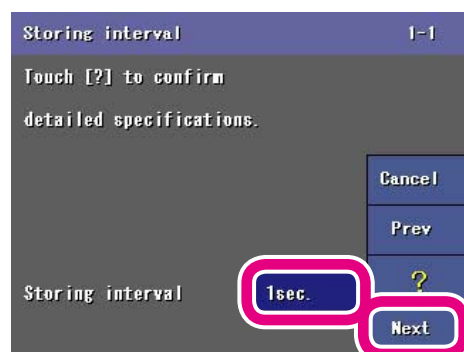 Storing interval 1-1
Touch [?] to confirm
detailed specifications.
Cancel
Prev
?
Storing interval 1sec.
Next